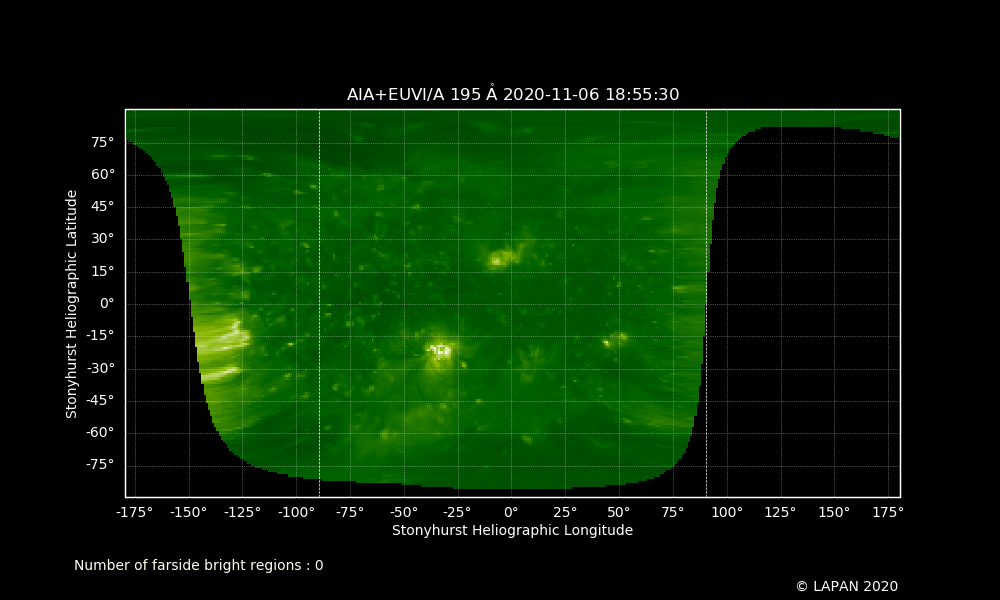 AIA+EUVI/A 195 Å 2020-11-06 18:55:30
75°
60°
45°
30°
15°
0°
-15°
-30°
-45°
-60°
-75°
Stonyhurst Heliographic Latitude
-175° -150° -125° -100° -75° -50° -25° 0° 25° 50° 75° 100° 125° 150° 175°
Stonyhurst Heliographic Longitude
Number of farside bright regions : 0
© LAPAN 2020